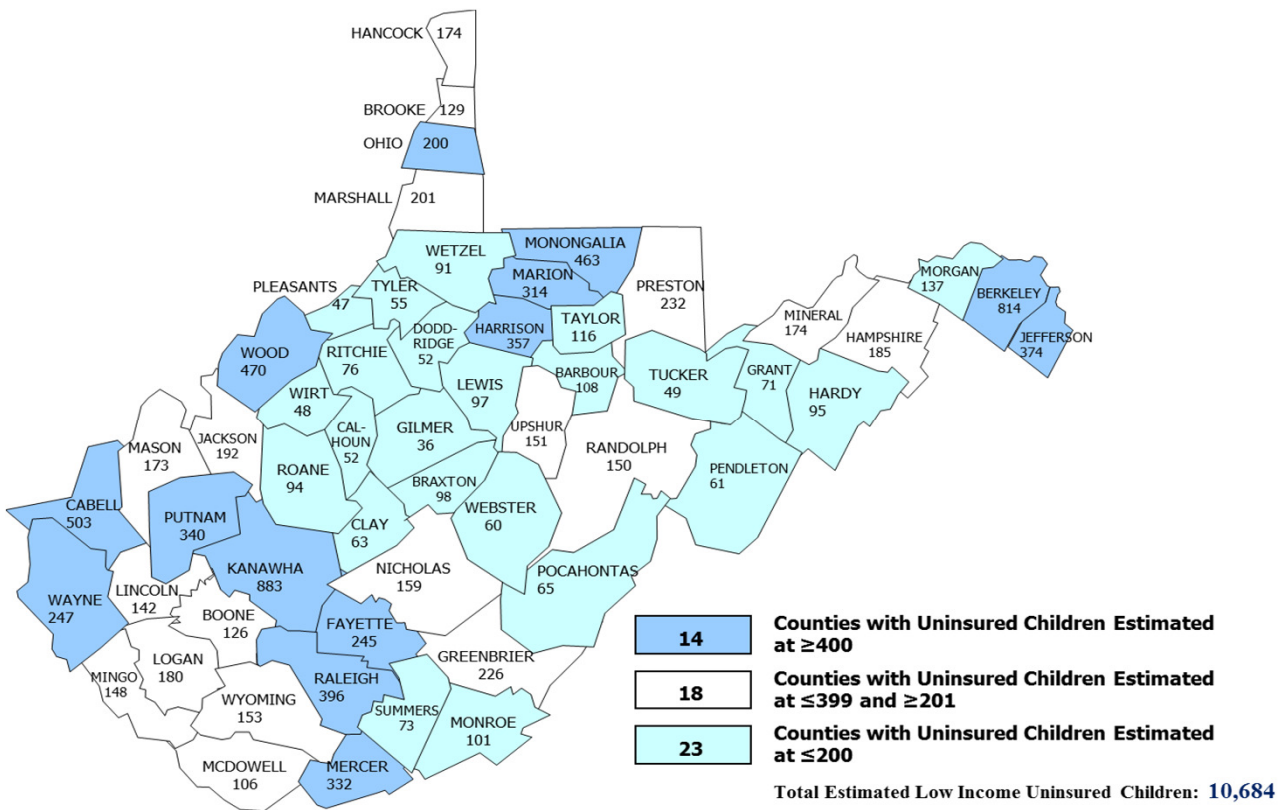 HANCOCK 174
BROOKE 129
OHIO 200
MARSHALL 201
WETZEL
91
MONONGALIA
463
MARION
314
PRESTON
232
PLEASANTS
47
TYLER
55
DODD-
RIDGE
52
HARRISON
357
TAYLOR
116
MINERAL
174
HAMPSHIRE
185
MORGAN
137
BERKELEY
814
JEFFERSON
374
WOOD
470
RITCHIE
76
WIRT
48
LEWIS
97
BARBOUR
108
TUCKER
49
GRANT
71
HARDY
95
MASON
173
JACKSON
192
ROANE
94
CAL-
HOUN
52
GILMER
36
UPSHUR
151
RANDOLPH
150
PENDLETON
61
BRAXTON
98
WEBSTER
60
CABELL
503
PUTNAM
340
CLAY
63
KANAWHA
883
NICHOLAS
159
POCAHONTAS
65
WAYNE
247
LINCOLN
142
BOONE
126
FAYETTE
245
GREENBRIER
226
MINGO
148
LOGAN
180
RALEIGH
396
WYOMING
153
SUMMERS
73
MONROE
101
MCDOWELL
106
MERCER
332
14 Counties with Uninsured Children Estimated
at ≥400
18 Counties with Uninsured Children Estimated
at ≤399 and ≥201
23 Counties with Uninsured Children Estimated
at ≤200
Total Estimated Low Income Uninsured Children: 10,684